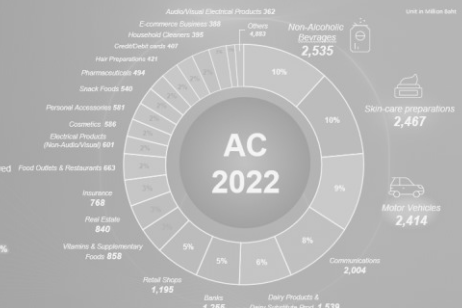 Audio/Visual Electrical Products 362
Unit in Million Baht
E-commerce Business 388
Others
4,883
Non-Alcoholic
Bevrages
2,535
Household Cleaners 395
Credit/Debit cards 467
Hair Preparations 481
Pharmaceuticals 494
Snack Foods 540
Personal Accessories 581
Cosmetics 586
Electrical Products
(Non-Audio/Visual) 601
Food Outlets & Restaurants 663
Insurance
768
Real Estate
840
Vitamins & Supplementary
Foods 858
Retail Shops
1,195
Banks
Dairy Products &
Communications
2,004
Motor Vehicles
2,414
Skin-care preparations
2,467
10%
10%
9%
8%
6%
5%
5%
AC
2022
%